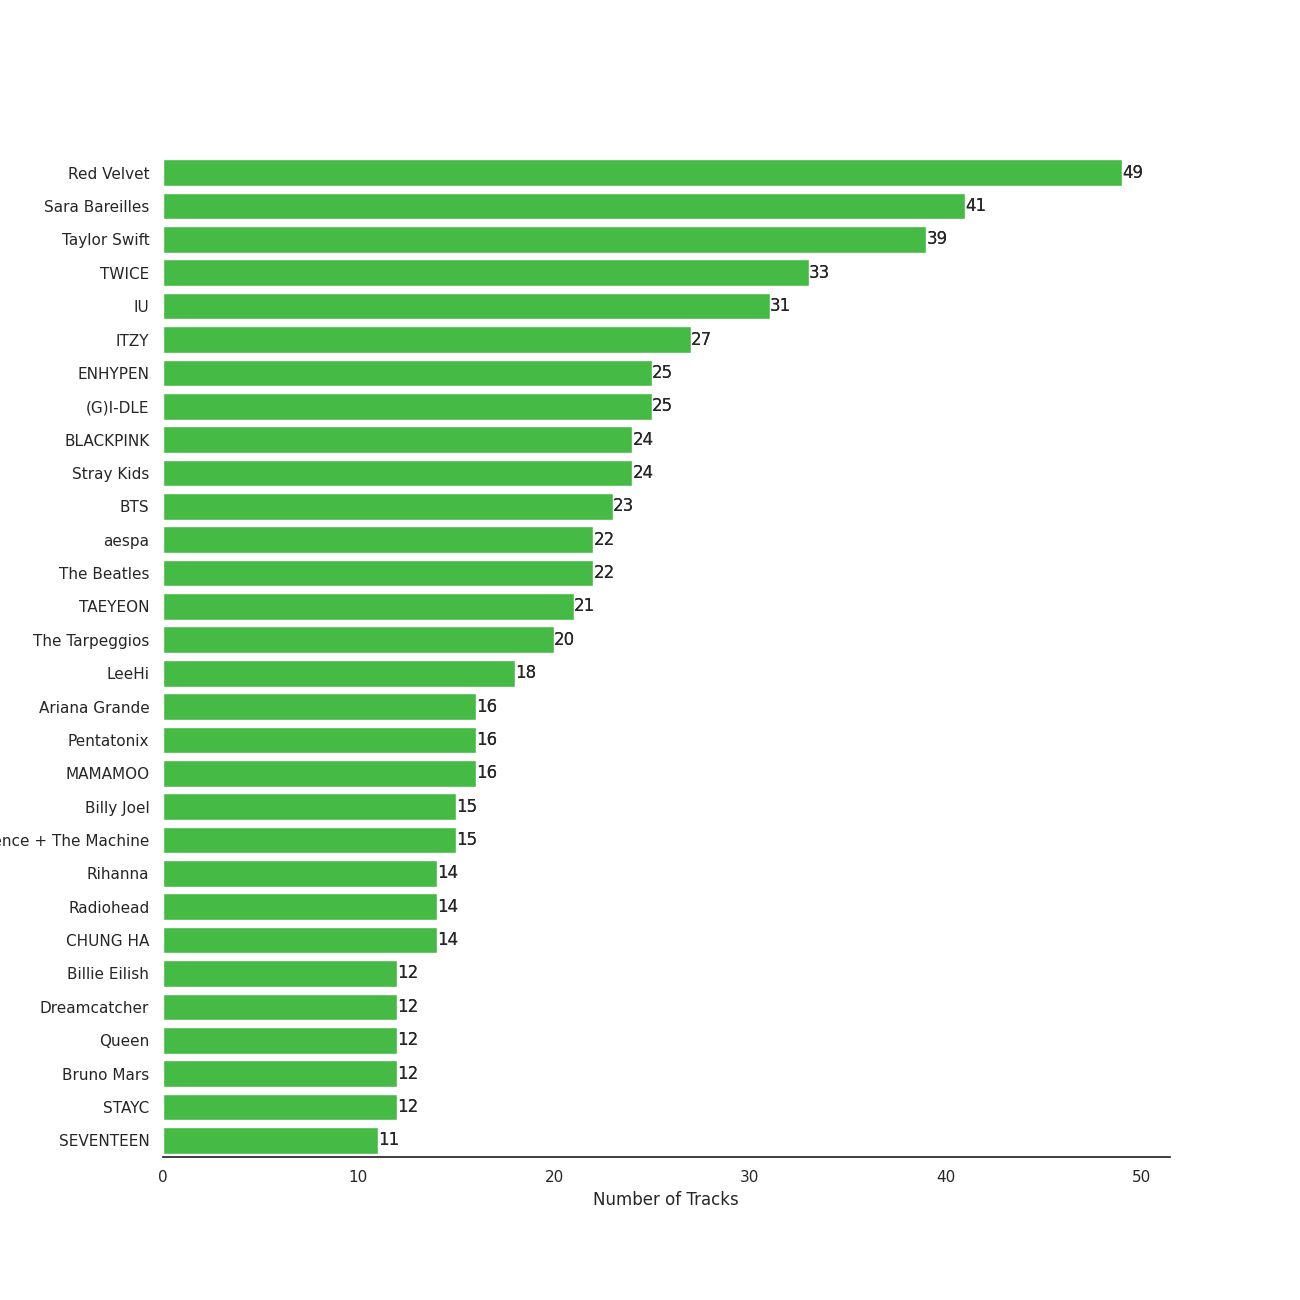 Red Velvet 49
Sara Bareilles 41
Taylor Swift 39
TWICE 33
IU 31
ITZY 27
ENHYPEN 25
(G)I-DLE 25
BLACKPINK 24
Stray Kids 24
BTS 23
aespa 22
The Beatles 22
TAEYEON 21
The Tarpeggios 20
LeeHi 18
Ariana Grande 16
Pentatonix 16
MAMAMOO 16
Billy Joel 15
+ The Machine 15
Rihanna 14
Radiohead 14
CHUNG HA 14
Billie Eilish 12
Dreamcatcher 12
Queen 12
Bruno Mars 12
STAYC 12
SEVENTEEN 11
0 10 20 30 40 50
Number of Tracks